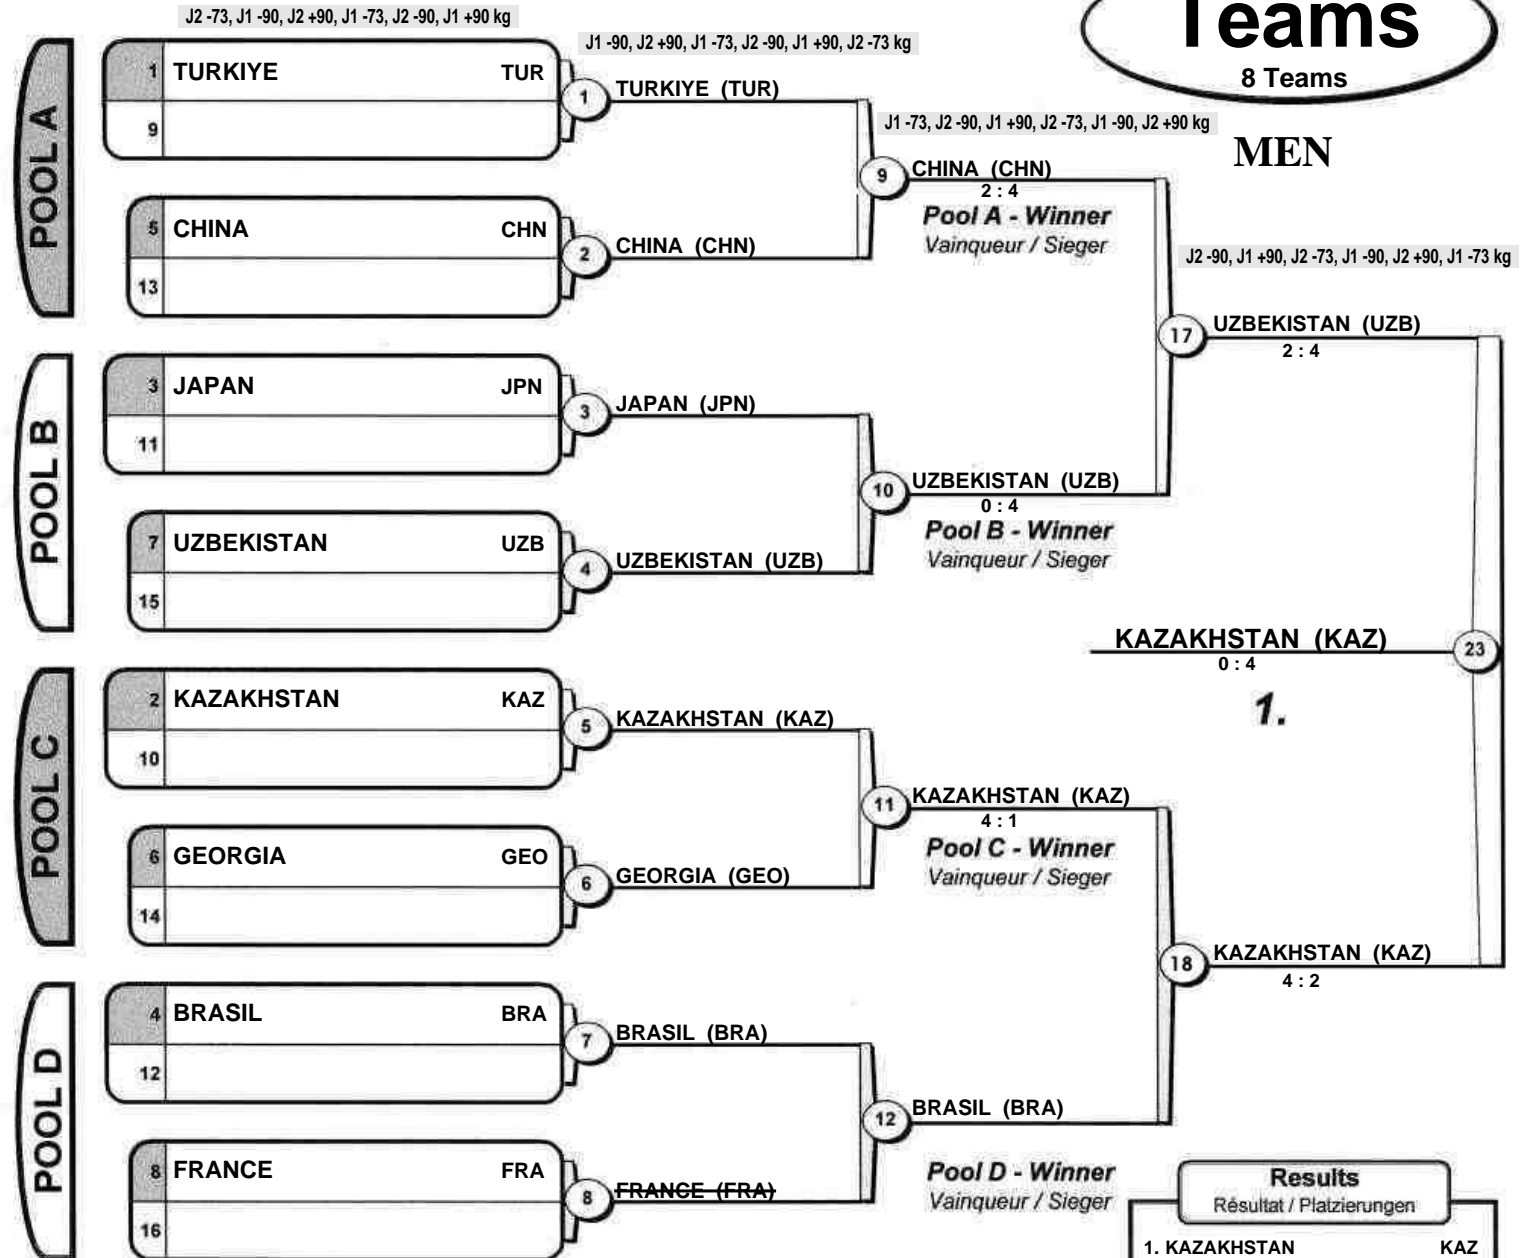 J2 -73, J1 -90, J2 +90, J1 -73, J2 -90, J1 +90 kg
J1 -90, J2 +90, J1 -73, J2 -90, J1 +90, J2 -73 kg
Teams
8 Teams
MEN
J1 -73, J2 -90, J1 +90, J2 -73, J1 -90, J2 +90 kg
J2 -90, J1 +90, J2 -73, J1 -90, J2 +90, J1 -73 kg
POOL A
1 TURKIYE TUR
9
1 TURKIYE (TUR)
5 CHINA CHN
13
2 CHINA (CHN)
9 CHINA (CHN)
2 : 4
Pool A - Winner
Vainqueur / Sieger
17 UZBEKISTAN (UZB)
2 : 4
POOL B
3 JAPAN JPN
11
3 JAPAN (JPN)
7 UZBEKISTAN UZB
15
4 UZBEKISTAN (UZB)
10 UZBEKISTAN (UZB)
0 : 4
Pool B - Winner
Vainqueur / Sieger
KAZAKHSTAN (KAZ) 23
0 : 4
1.
POOL C
2 KAZAKHSTAN KAZ
10
5 KAZAKHSTAN (KAZ)
6 GEORGIA GEO
14
6 GEORGIA (GEO)
11 KAZAKHSTAN (KAZ)
4 : 1
Pool C - Winner
Vainqueur / Sieger
18 KAZAKHSTAN (KAZ)
4 : 2
POOL D
4 BRASIL BRA
12
7 BRASIL (BRA)
8 FRANCE FRA
16
8 FRANCE (FRA)
12 BRASIL (BRA)
Pool D - Winner
Vainqueur / Sieger
Results
Résultat / Platzierungen
1. KAZAKHSTAN KAZ